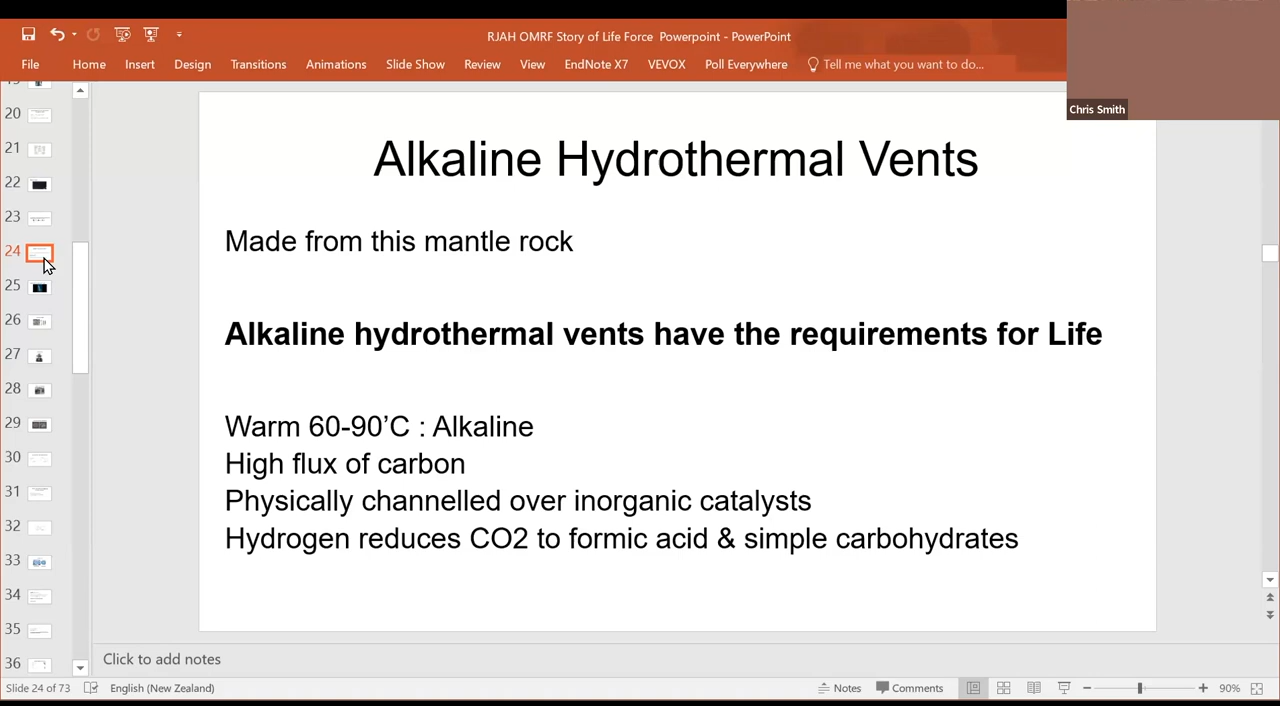 RJAH OMRF Story of Life Force  Powerpoint - PowerPoint
Chris Smith
File Home Insert Design Transitions Animations Slide Show Review View EndNote X7 VEVOX Poll Everywhere Tell me what you want to do...
20
21
22
23
24
25
26
27
28
29
30
31
32
33
34
35
36
Alkaline Hydrothermal Vents
Made from this mantle rock
Alkaline hydrothermal vents have the requirements for Life
Warm 60-90’C : Alkaline
High flux of carbon
Physically channelled over inorganic catalysts
Hydrogen reduces CO2 to formic acid & simple carbohydrates
Click to add notes
Slide 24 of 73 English (New Zealand) Notes Comments 90%